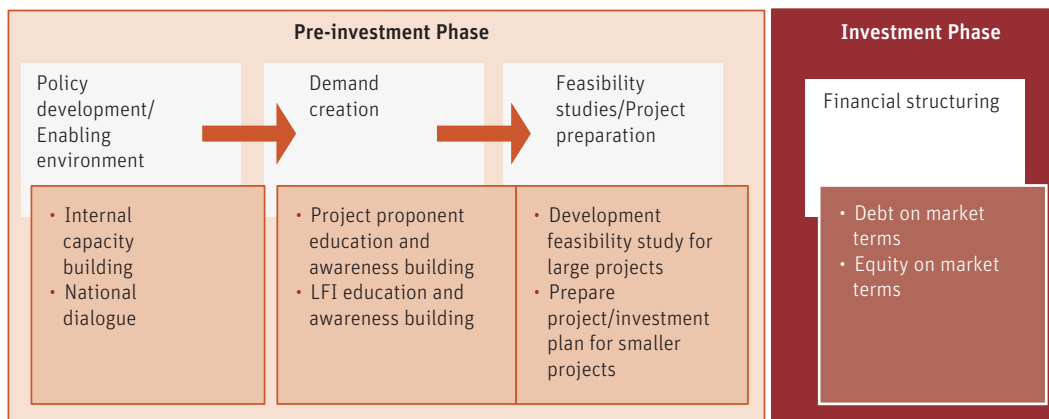 Pre-investment Phase
Policy
development/
Enabling
environment
• Internal
capacity
building
• National
dialogue
Demand
creation
• Project proponent
education and
awareness building
• LFI education and
awareness building
Feasibility
studies/Project
preparation
• Development
feasibility study for
large projects
• Prepare
project/investment
plan for smaller
projects
Investment Phase
Financial structuring
• Debt on market
terms
• Equity on market
terms